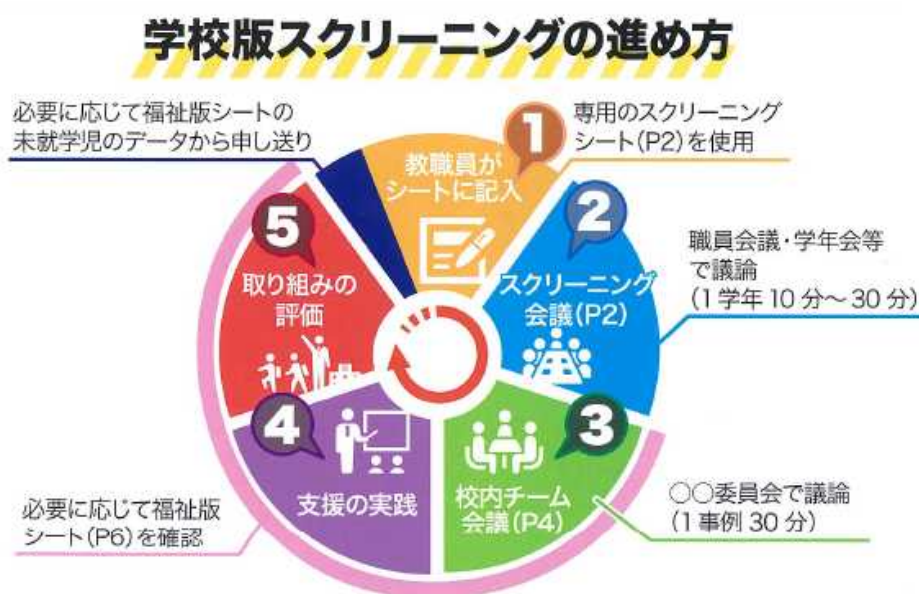 学校版スクリーニングの進め方
必要に応じて福祉版シートの
未就学児のデータから申し送り
1
教職員が
シートに記入
専用のスクリーニング
シート(P2)を使用
2
スクリーニング
会議(P2)
職員会議・学年会等
で議論
(1学年10分～30分)
3
校内チーム
会議(P4)
〇〇委員会で議論
(1事例30分)
4
支援の実践
必要に応じて福祉版
シート(P6)を確認
5
取り組みの
評価